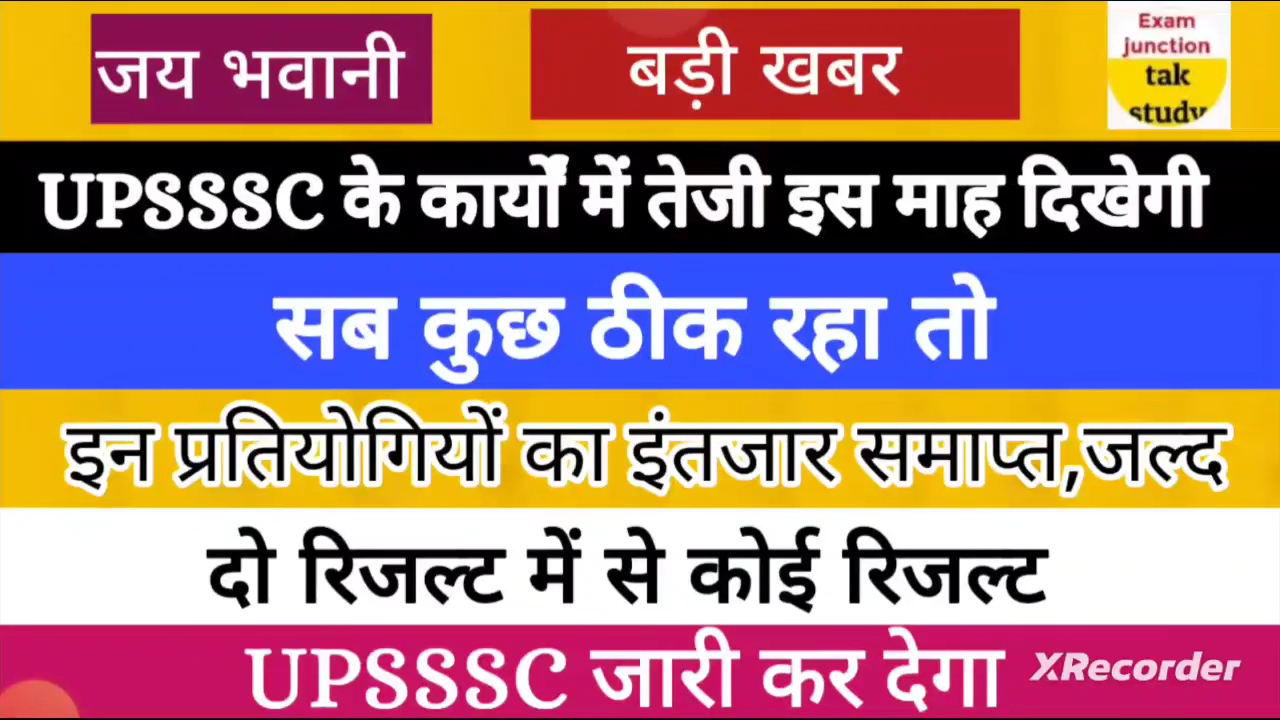 जय भवानी
बड़ी खबर
Exam
junction
tak
study
UPSSSC के कार्यों में तेजी इस माह दिखेगी
सब कुछ ठीक रहा तो
इन प्रतियोगियों का इंतजार समाप्त,जल्द
दो रिजल्ट में से कोई रिजल्ट
UPSSSC जारी कर देगा
XRecorder